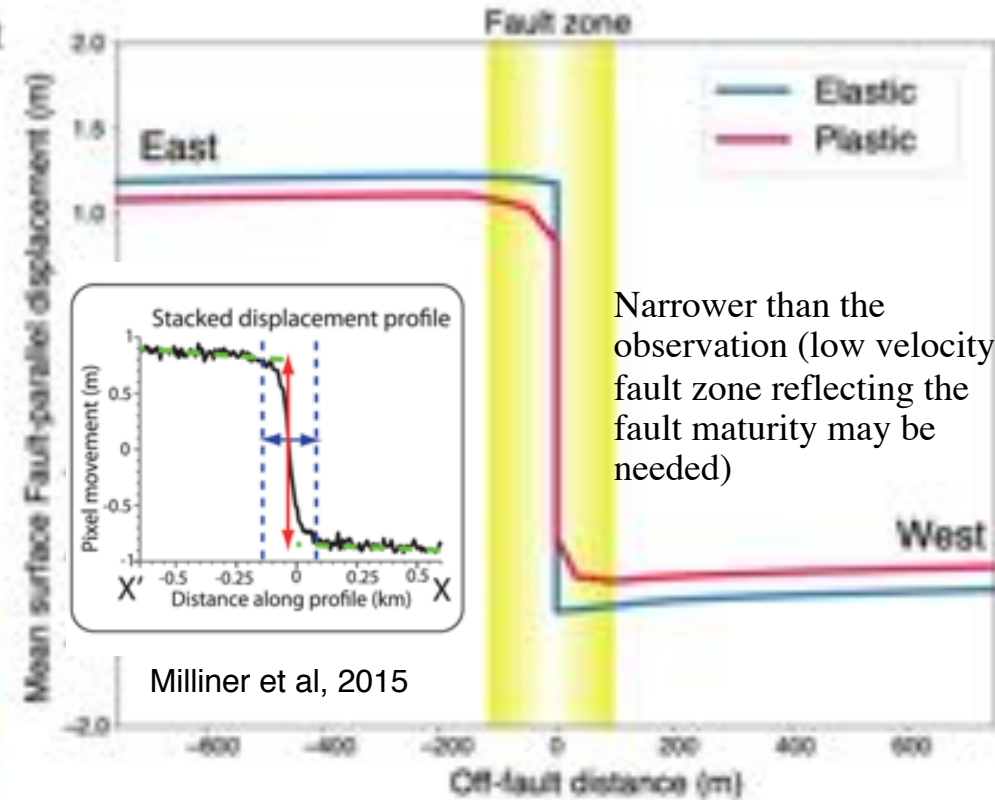 Fault zone
2.0
1.5
1.0
-2.0
Mean surface Fault-parallel displacement (m)
East
Elastic
Plastic
Stacked displacement profile
1
0.5
0
-0.5
-1
Pixel movement (m)
X' -0.5 -0.25 0 0.25 0.5 X
Distance along profile (km)
Narrower than the
observation (low velocity
fault zone reflecting the
fault maturity may be
needed)
West
Milliner et al, 2015
-600 -400 -200 0 200 400 600
Off-fault distance (m)